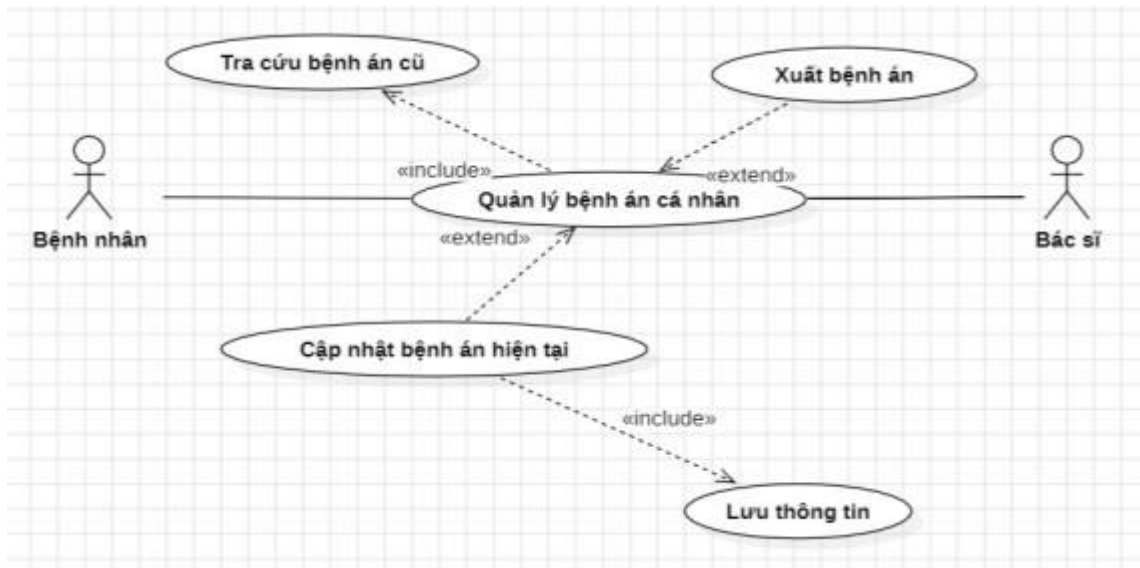 Tra cứu bệnh án cũ
Xuất bệnh án
«include»
«extend»
Quản lý bệnh án cá nhân
Bệnh nhân
«extend»
Bác sĩ
Cập nhật bệnh án hiện tại
«include»
Lưu thông tin